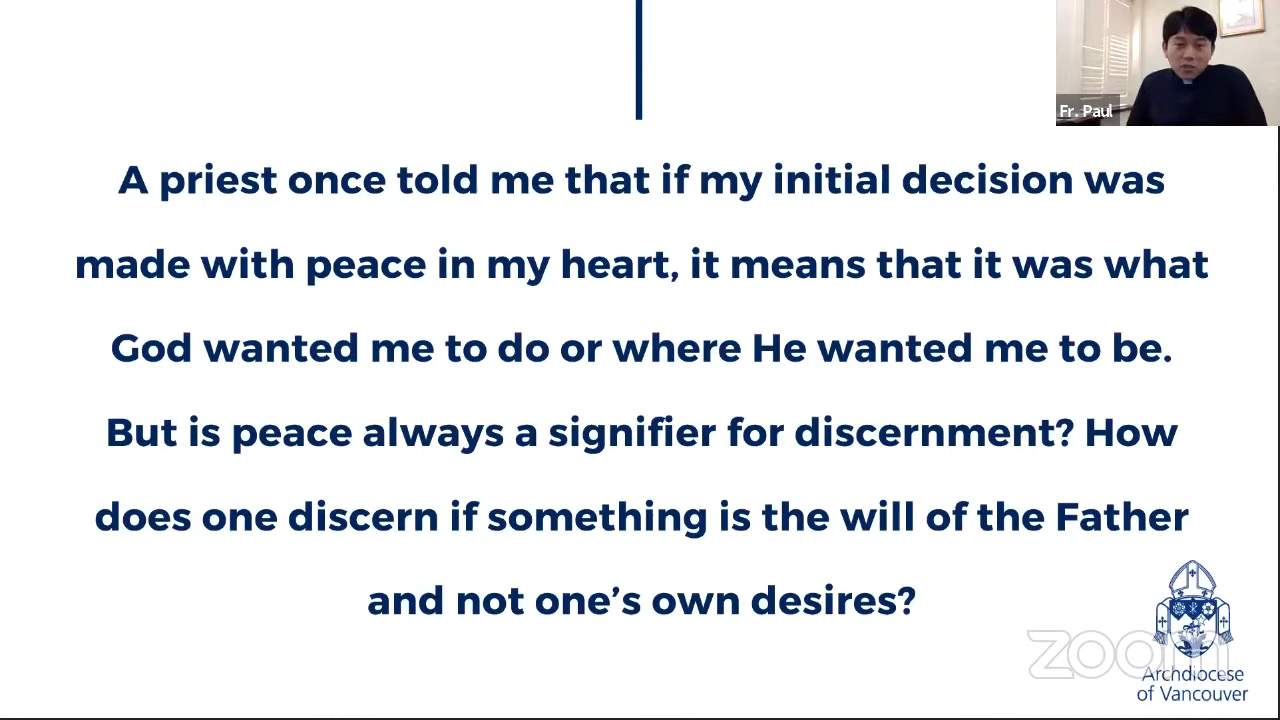 Fr. Paul
A priest once told me that if my initial decision was
made with peace in my heart, it means that it was what
God wanted me to do or where He wanted me to be.
But is peace always a signifier for discernment? How
does one discern if something is the will of the Father
and not one’s own desires?
zoom
Archdiocese
of Vancouver